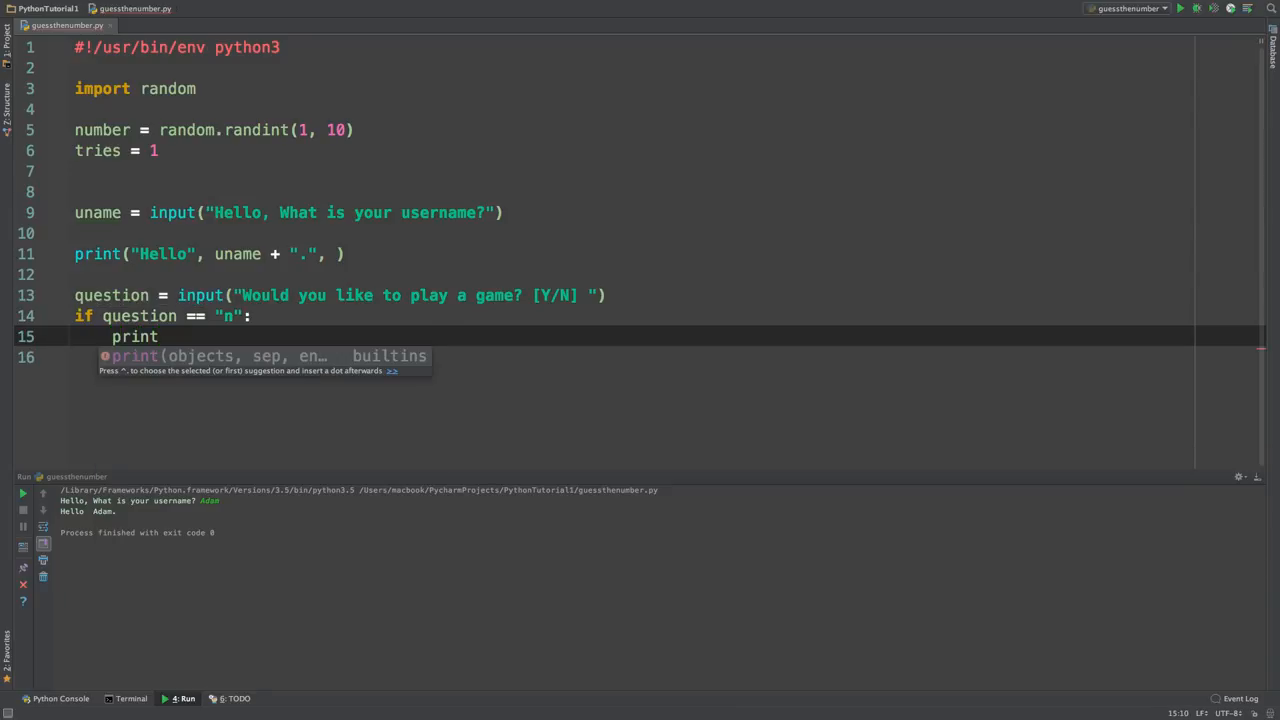 PythonTutorial1 guessthenumber.py guessthenumber
guessthenumber.py
1 #!/usr/bin/env python3
2
3 import random
4
5 number = random.randint(1, 10)
6 tries = 1
7
8
9 uname = input("Hello, What is your username?")
10
11 print("Hello", uname + ".", )
12
13 question = input("Would you like to play a game? [Y/N] ")
14 if question == "n":
15 print
16 print(objects, sep, en… builtins
Press ^. to choose the selected (or first) suggestion and insert a dot afterwards >>
1: Project
Z: Structure
2: Favorites
Database
Run guessthenumber
/Library/Frameworks/Python.framework/Versions/3.5/bin/python3.5 /Users/macbook/PycharmProjects/PythonTutorial1/guessthenumber.py
Hello, What is your username? Adam
Hello  Adam.
Process finished with exit code 0
Python Console Terminal 4: Run 6: TODO Event Log
15:10 LF÷ UTF-8÷